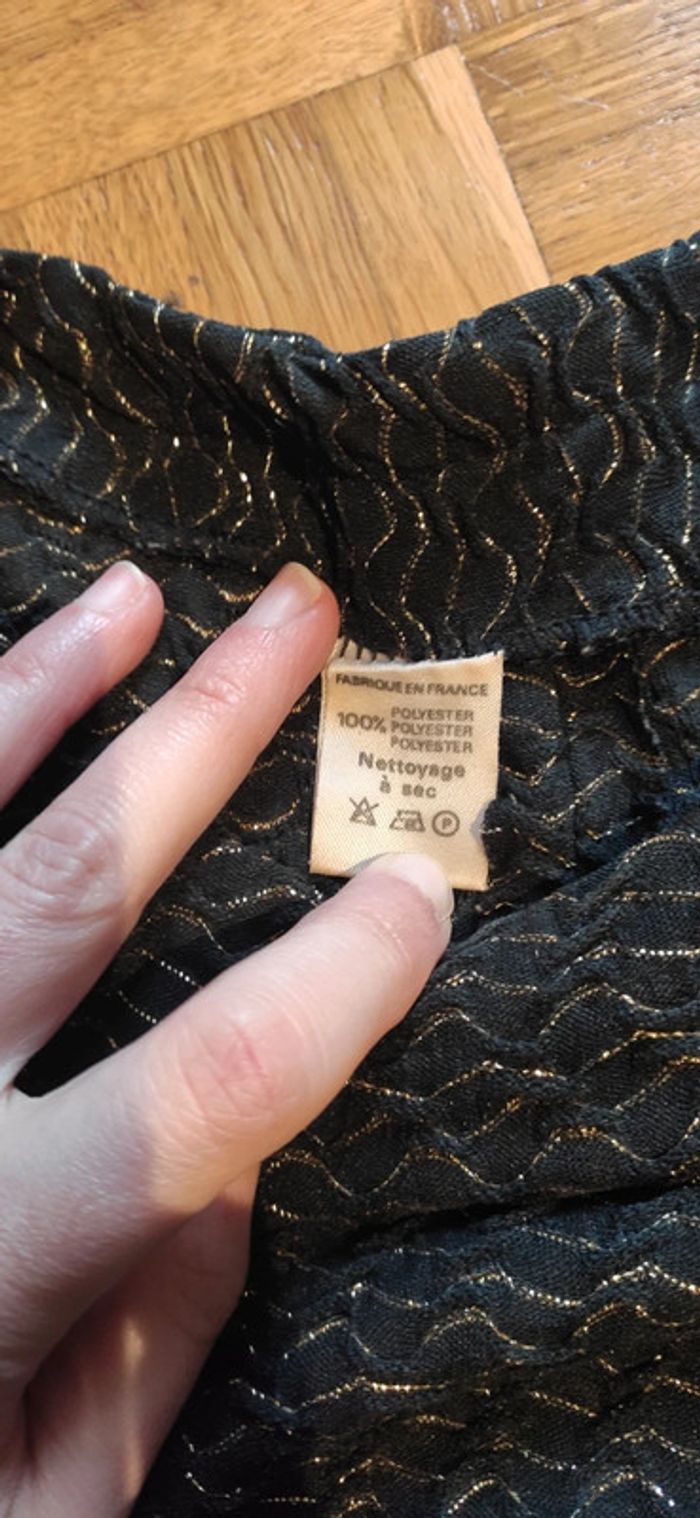 FABRIQUE EN FRANCE
100% POLYESTER
POLYESTER
POLYESTER
Nettoyage
à sec
P